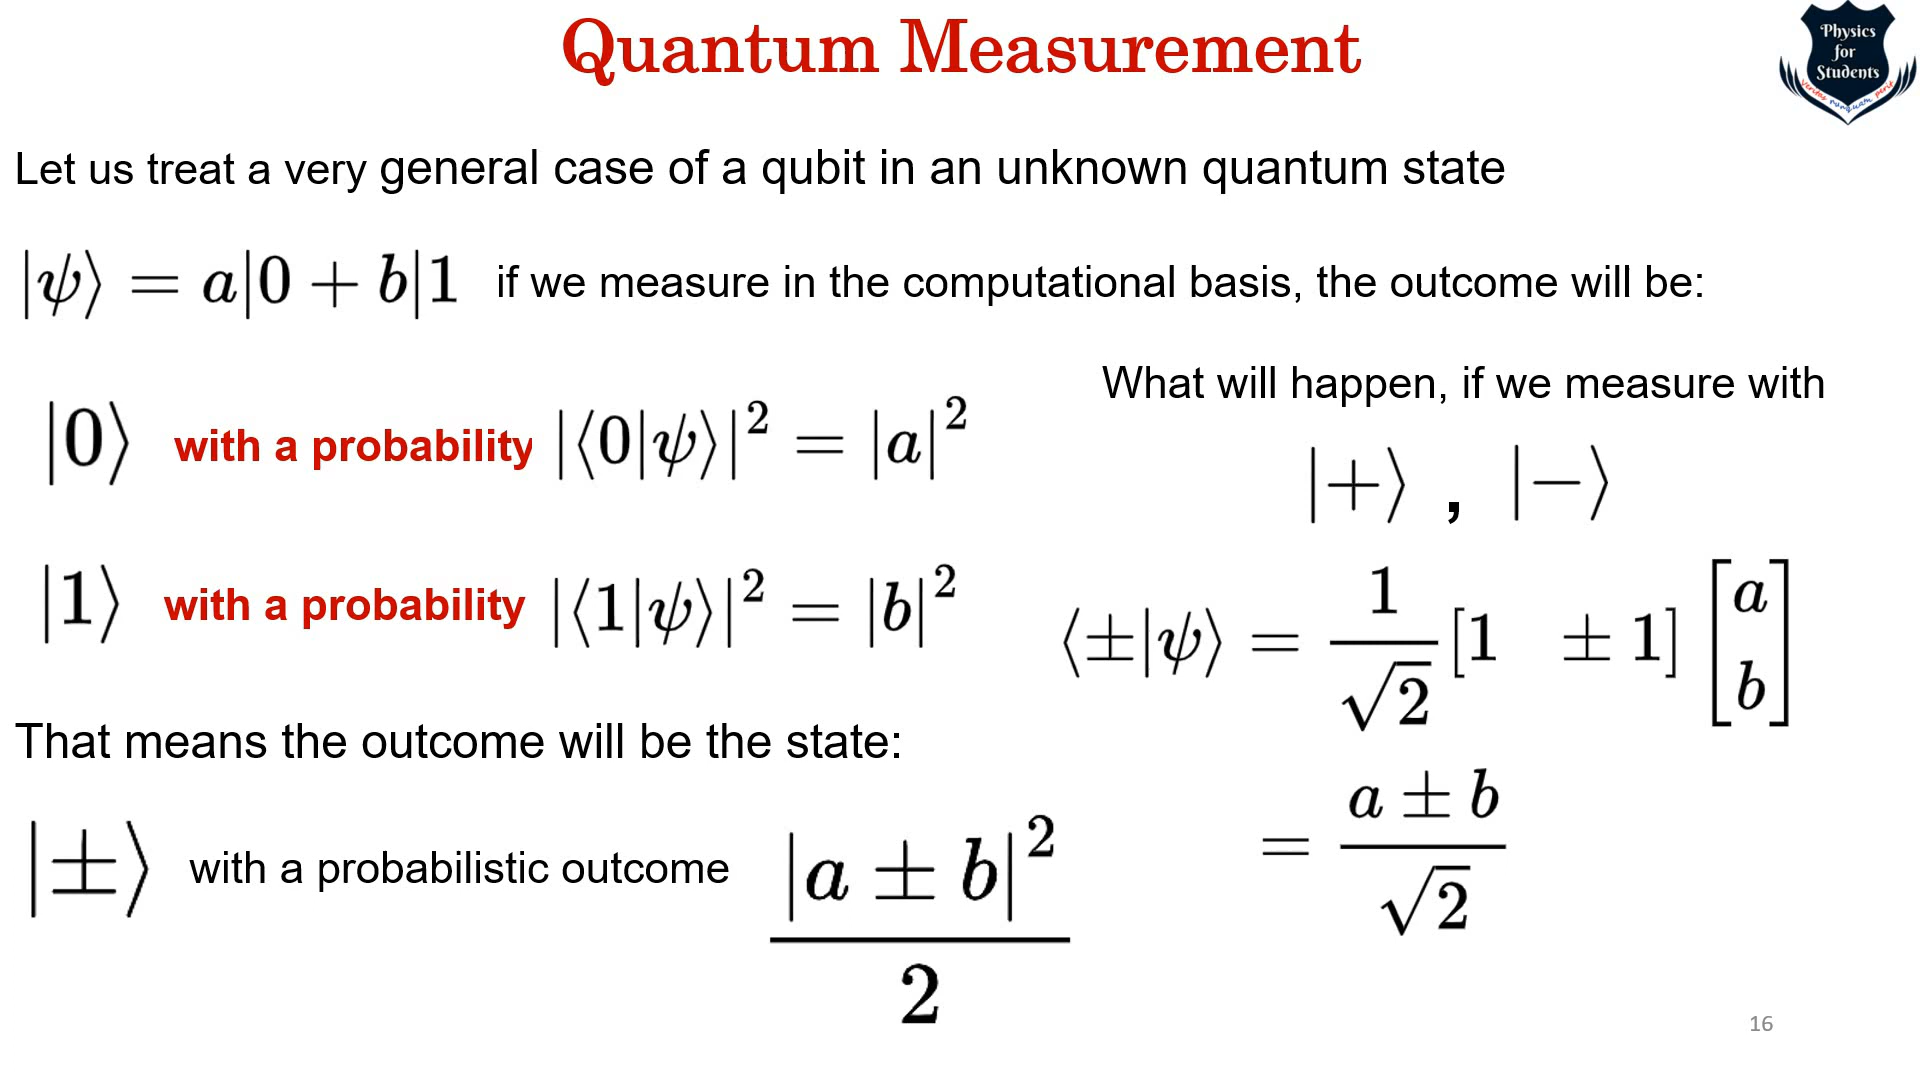 Quantum Measurement
Physics
for
Students
veritas nunquam perit
Let us treat a very general case of a qubit in an unknown quantum state
|ψ⟩ = a|0 + b|1 if we measure in the computational basis, the outcome will be:
|0⟩ with a probability |⟨0|ψ⟩|² = |a|²
|1⟩ with a probability |⟨1|ψ⟩|² = |b|²
What will happen, if we measure with
|+⟩ , |−⟩
⟨±|ψ⟩ = 1/√2 [1 ± 1] [a b]
= a ± b / √2
That means the outcome will be the state:
|±⟩ with a probabilistic outcome |a ± b|² / 2
16